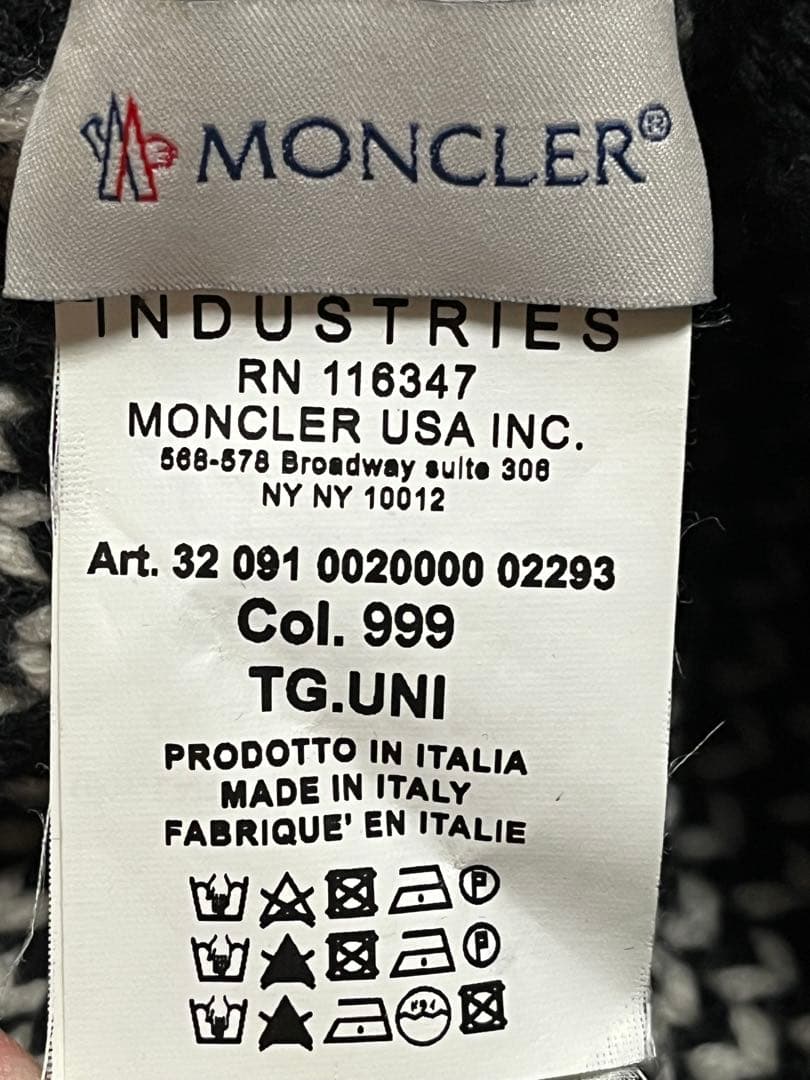 MONCLER®
INDUSTRIES
RN 116347
MONCLER USA INC.
568-578 Broadway suite 306
NY NY 10012
Art. 32 091 0020000 02293
Col. 999
TG.UNI
PRODOTTO IN ITALIA
MADE IN ITALY
FABRIQUE' EN ITALIE
P
P